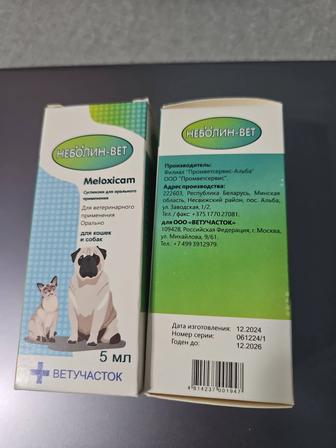 НЕБОЛИН-ВЕТ
Meloxicam
Суспензия для орального
применения
Для ветеринарного
применения
Орально
для кошек
и собак
5 мл
ВЕТУЧАСТОК
НЕБОЛИН-ВЕТ
Производитель:
Филиал "Промветсервис-Альба"
ООО "Промветсервис".
Адрес производства:
222603, Республика Беларусь, Минская
область, Несвижский район, пос. Альба,
ул. Заводская, 1/2.
Тел./ факс: +375.1770.27081.
для ООО «ВЕТУЧАСТОК»
109428, Российская Федерация, г. Москва,
ул. Михайлова, 9/61.
Тел.: +7 499 3912979.
Дата изготовления: 12.2024
Номер серии: 061224/1
Годен до: 12.2026
4 814237 001947